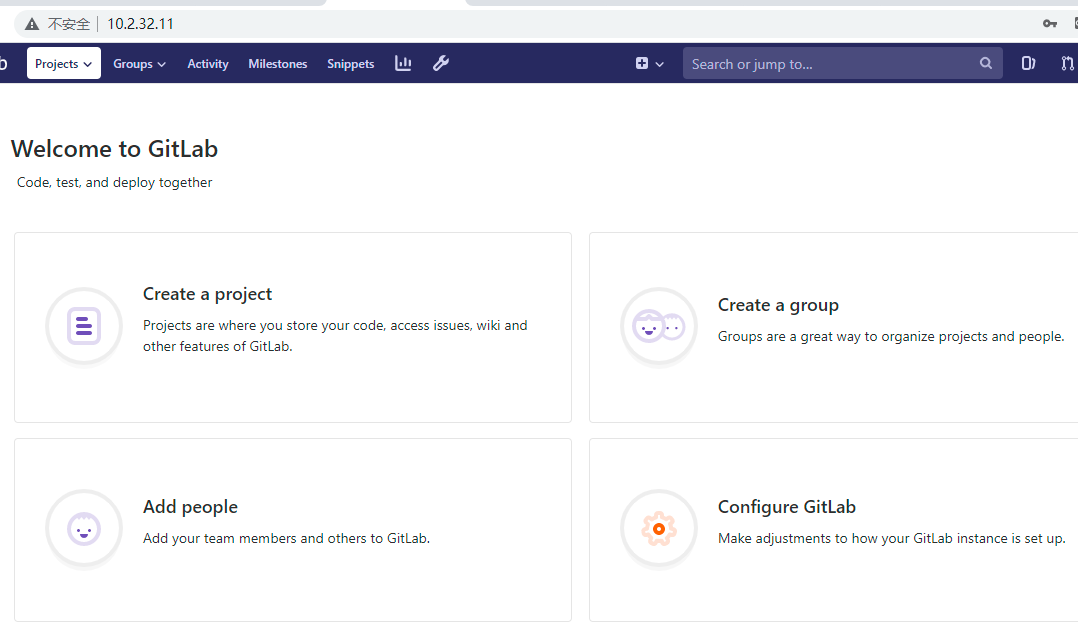 不安全 10.2.32.11
b Projects Groups Activity Milestones Snippets Search or jump to...
Welcome to GitLab
Code, test, and deploy together
Create a project
Projects are where you store your code, access issues, wiki and
other features of GitLab.
Create a group
Groups are a great way to organize projects and people.
Add people
Add your team members and others to GitLab.
Configure GitLab
Make adjustments to how your GitLab instance is set up.